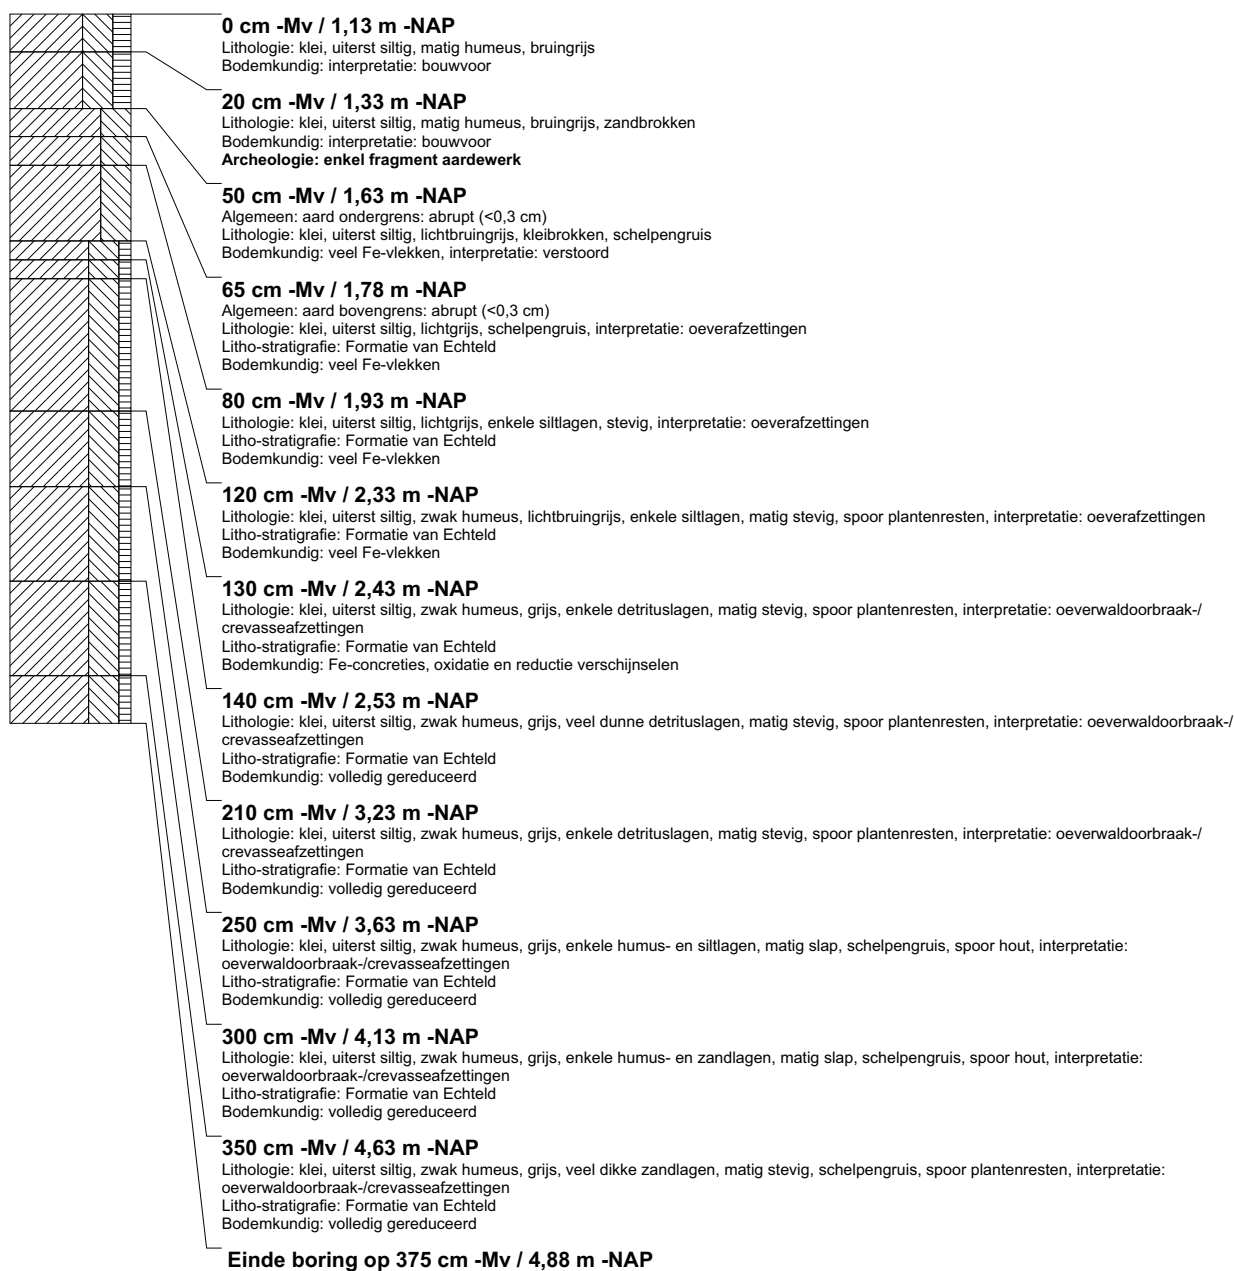 0 cm -Mv / 1,13 m -NAP
Lithologie: klei, uiterst siltig, matig humeus, bruingrijs
Bodemkundig: interpretatie: bouwvoor
20 cm -Mv / 1,33 m -NAP
Lithologie: klei, uiterst siltig, matig humeus, bruingrijs, zandbrokken
Bodemkundig: interpretatie: bouwvoor
Archeologie: enkel fragment aardewerk
50 cm -Mv / 1,63 m -NAP
Algemeen: aard ondergrens: abrupt (<0,3 cm)
Lithologie: klei, uiterst siltig, lichtbruingrijs, kleibrokken, schelpengruis
Bodemkundig: veel Fe-vlekken, interpretatie: verstoord
65 cm -Mv / 1,78 m -NAP
Algemeen: aard bovengrens: abrupt (<0,3 cm)
Lithologie: klei, uiterst siltig, lichtgrijs, schelpengruis, interpretatie: oeverafzettingen
Litho-stratigrafie: Formatie van Echteld
Bodemkundig: veel Fe-vlekken
80 cm -Mv / 1,93 m -NAP
Lithologie: klei, uiterst siltig, lichtgrijs, enkele siltlagen, stevig, interpretatie: oeverafzettingen
Litho-stratigrafie: Formatie van Echteld
Bodemkundig: veel Fe-vlekken
120 cm -Mv / 2,33 m -NAP
Lithologie: klei, uiterst siltig, zwak humeus, lichtbruingrijs, enkele siltlagen, matig stevig, spoor plantenresten, interpretatie: oeverafzettingen
Litho-stratigrafie: Formatie van Echteld
Bodemkundig: veel Fe-vlekken
130 cm -Mv / 2,43 m -NAP
Lithologie: klei, uiterst siltig, zwak humeus, grijs, enkele detrituslagen, matig stevig, spoor plantenresten, interpretatie: oeverwaldoorbraak-/
crevasseafzettingen
Litho-stratigrafie: Formatie van Echteld
Bodemkundig: Fe-concreties, oxidatie en reductie verschijnselen
140 cm -Mv / 2,53 m -NAP
Lithologie: klei, uiterst siltig, zwak humeus, grijs, veel dunne detrituslagen, matig stevig, spoor plantenresten, interpretatie: oeverwaldoorbraak-/
crevasseafzettingen
Litho-stratigrafie: Formatie van Echteld
Bodemkundig: volledig gereduceerd
210 cm -Mv / 3,23 m -NAP
Lithologie: klei, uiterst siltig, zwak humeus, grijs, enkele detrituslagen, matig stevig, spoor plantenresten, interpretatie: oeverwaldoorbraak-/
crevasseafzettingen
Litho-stratigrafie: Formatie van Echteld
Bodemkundig: volledig gereduceerd
250 cm -Mv / 3,63 m -NAP
Lithologie: klei, uiterst siltig, zwak humeus, grijs, enkele humus- en siltlagen, matig slap, schelpengruis, spoor hout, interpretatie:
oeverwaldoorbraak-/crevasseafzettingen
Litho-stratigrafie: Formatie van Echteld
Bodemkundig: volledig gereduceerd
300 cm -Mv / 4,13 m -NAP
Lithologie: klei, uiterst siltig, zwak humeus, grijs, enkele humus- en zandlagen, matig slap, schelpengruis, spoor hout, interpretatie:
oeverwaldoorbraak-/crevasseafzettingen
Litho-stratigrafie: Formatie van Echteld
Bodemkundig: volledig gereduceerd
350 cm -Mv / 4,63 m -NAP
Lithologie: klei, uiterst siltig, zwak humeus, grijs, veel dikke zandlagen, matig stevig, schelpengruis, spoor plantenresten, interpretatie:
oeverwaldoorbraak-/crevasseafzettingen
Litho-stratigrafie: Formatie van Echteld
Bodemkundig: volledig gereduceerd
Einde boring op 375 cm -Mv / 4,88 m -NAP